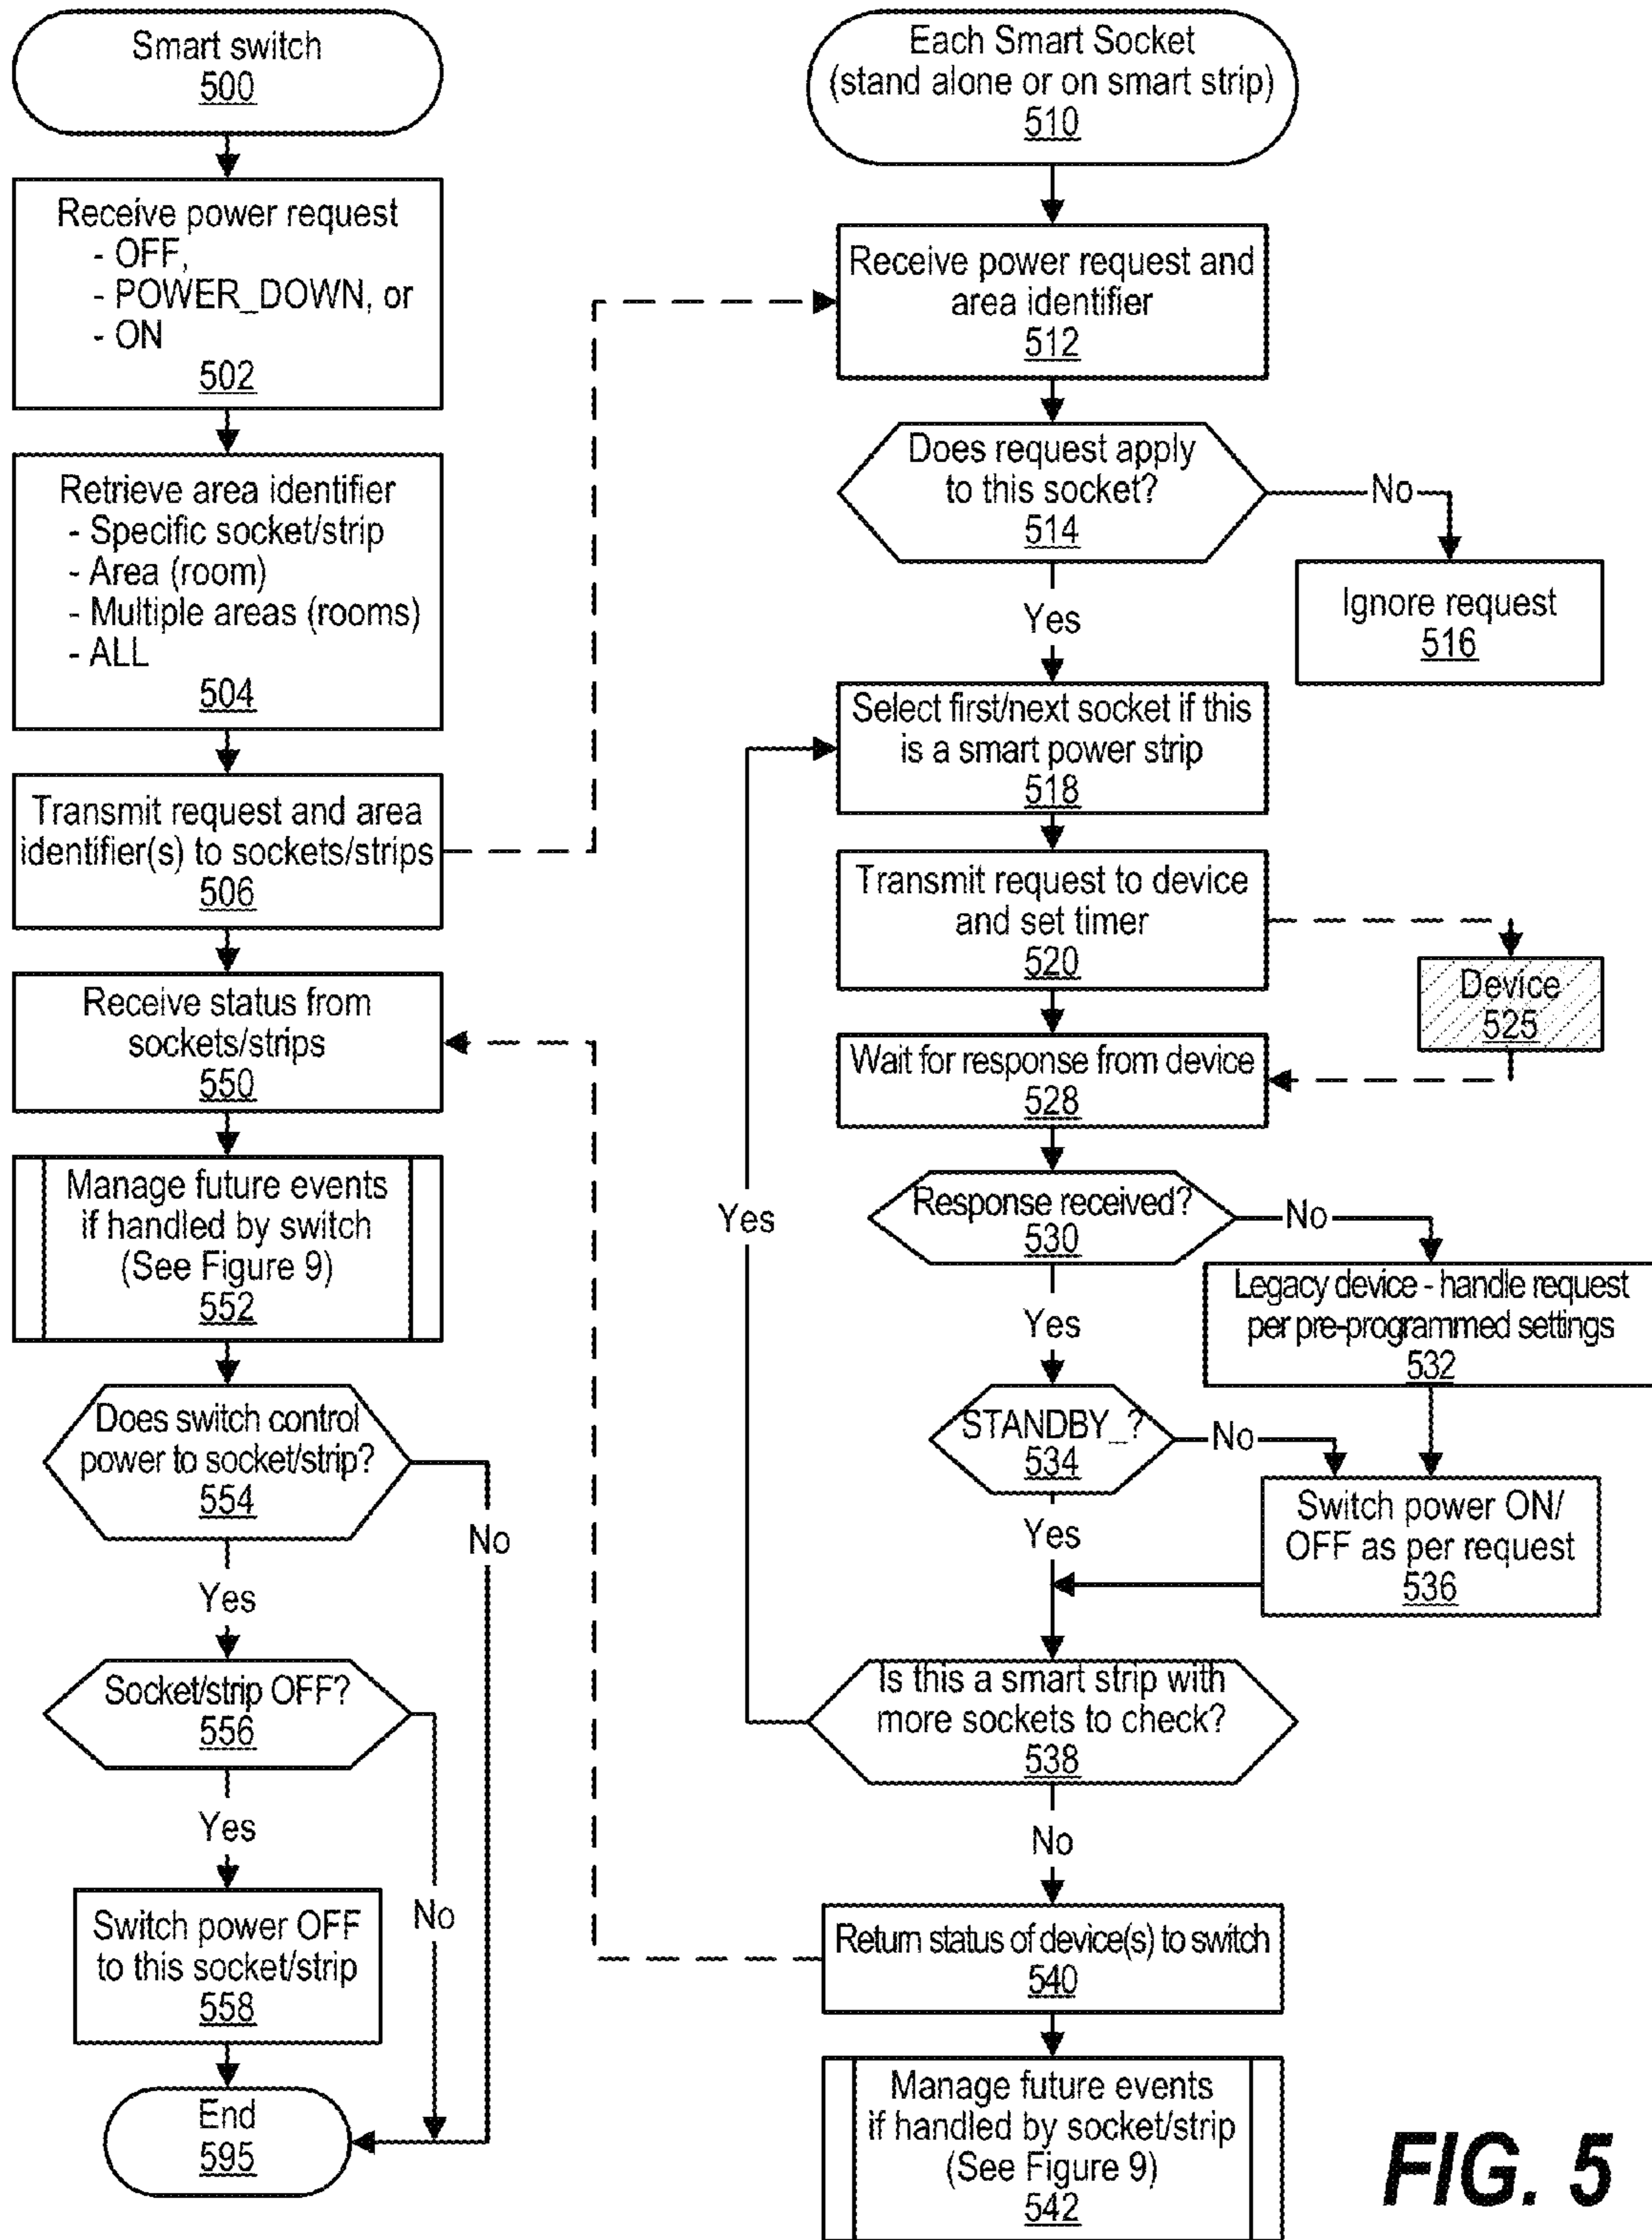 Smart switch
500
Receive power request
- OFF,
- POWER_DOWN, or
- ON
502
Retrieve area identifier
- Specific socket/strip
- Area (room)
- Multiple areas (rooms)
- ALL
504
Transmit request and area
identifier(s) to sockets/strips
506
Receive status from
sockets/strips
550
Manage future events
if handled by switch
(See Figure 9)
552
Does switch control
power to socket/strip?
554
No
Yes
Socket/strip OFF?
556
Yes
No
Switch power OFF
to this socket/strip
558
End
595
Each Smart Socket
(stand alone or on smart strip)
510
Receive power request and
area identifier
512
Does request apply
to this socket?
514
No
Ignore request
516
Yes
Select first/next socket if this
is a smart power strip
518
Transmit request to device
and set timer
520
Device
525
Wait for response from device
528
Response received?
530
No
Legacy device - handle request
per pre-programmed settings
532
Yes
STANDBY_?
534
No
Switch power ON/
OFF as per request
536
Yes
Is this a smart strip with
more sockets to check?
538
Yes
No
Return status of device(s) to switch
540
Manage future events
if handled by socket/strip
(See Figure 9)
542
FIG. 5